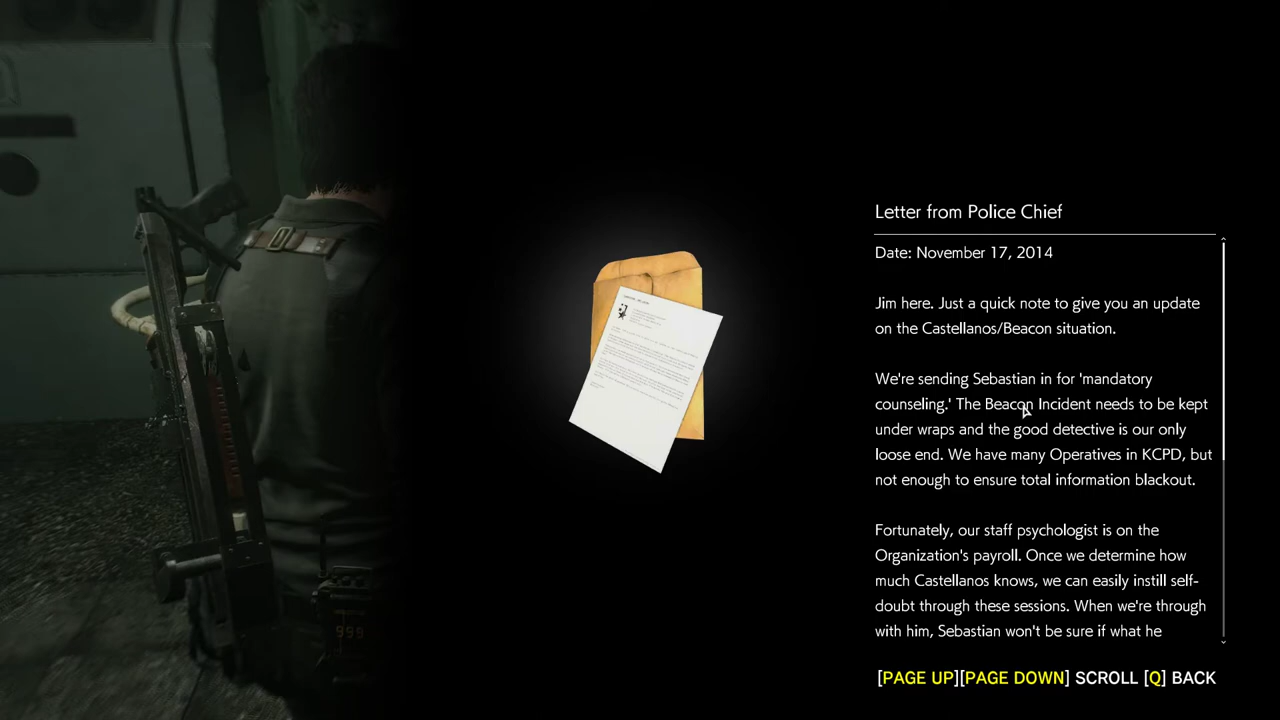 Letter from Police Chief
Date: November 17, 2014
Jim here. Just a quick note to give you an update
on the Castellanos/Beacon situation.
We're sending Sebastian in for 'mandatory
counseling.' The Beacon Incident needs to be kept
under wraps and the good detective is our only
loose end. We have many Operatives in KCPD, but
not enough to ensure total information blackout.
Fortunately, our staff psychologist is on the
Organization's payroll. Once we determine how
much Castellanos knows, we can easily instill self-
doubt through these sessions. When we're through
with him, Sebastian won't be sure if what he
999
[PAGE UP][PAGE DOWN] SCROLL [Q] BACK